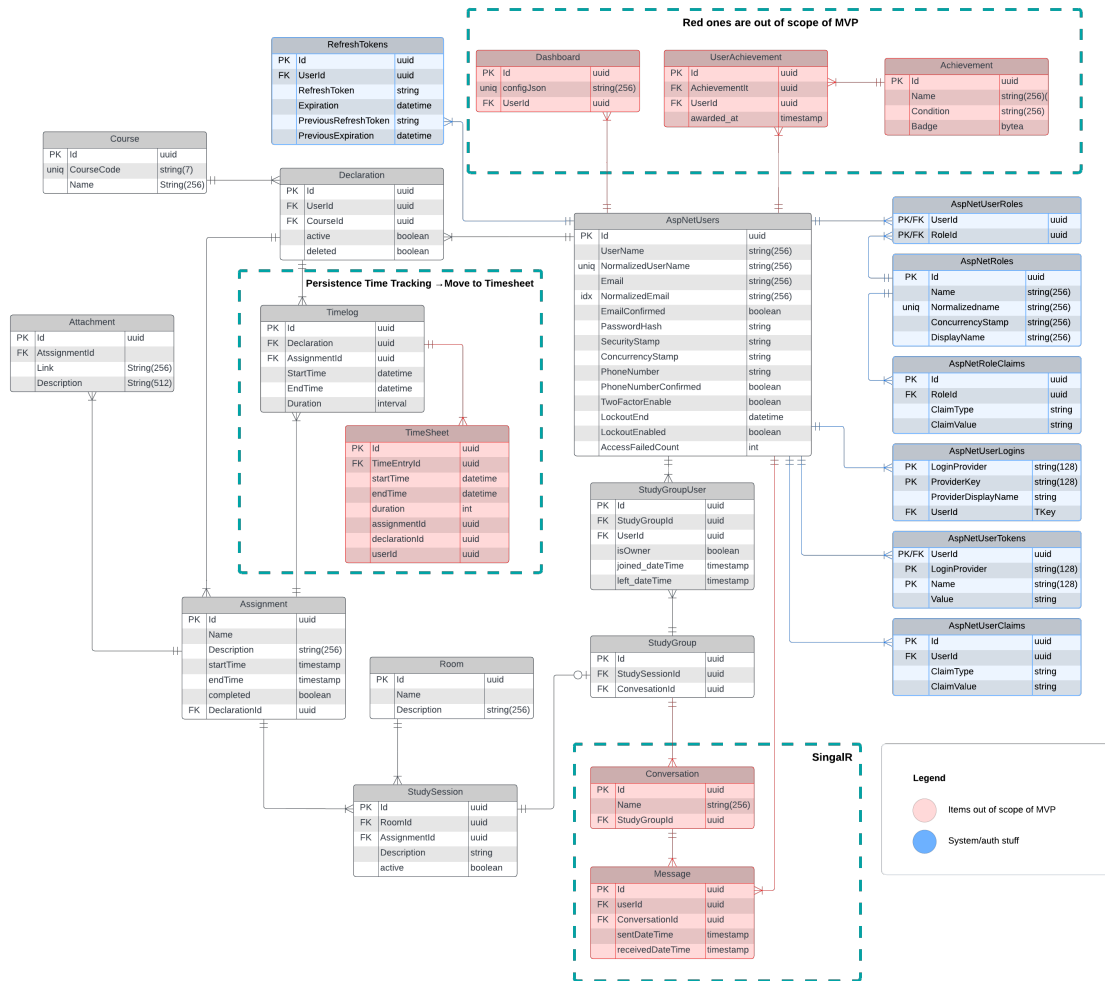 Red ones are out of scope of MVP
RefreshTokens
PK Id uuid
FK UserId uuid
RefreshToken string
Expiration datetime
PreviousRefreshToken string
PreviousExpiration datetime
Dashboard
PK Id uuid
uniq configJson string(256)
FK UserId uuid
UserAchievement
PK Id uuid
FK AchievementIt uuid
FK UserId uuid
awarded_at timestamp
Achievement
PK Id uuid
Name string(256)(
Condition string(256)
Badge bytea
Course
PK Id uuid
uniq CourseCode string(7)
Name String(256)
Declaration
PK Id uuid
FK UserId uuid
FK CourseId uuid
active boolean
deleted boolean
AspNetUsers
PK Id uuid
UserName string(256)
uniq NormalizedUserName string(256)
Email string(256)
idx NormalizedEmail string(256)
EmailConfirmed boolean
PasswordHash string
SecurityStamp string
ConcurrencyStamp string
PhoneNumber string
PhoneNumberConfirmed boolean
TwoFactorEnable boolean
LockoutEnd datetime
LockoutEnabled boolean
AccessFailedCount int
AspNetUserRoles
PK/FK UserId uuid
PK/FK RoleId uuid
AspNetRoles
PK Id uuid
Name string(256)
uniq Normalizedname string(256)
ConcurrencyStamp string(256)
DisplayName string(256)
AspNetRoleClaims
PK Id uuid
FK RoleId uuid
ClaimType string
ClaimValue string
AspNetUserLogins
PK LoginProvider string(128)
PK ProviderKey string(128)
ProviderDisplayName string
FK UserId TKey
AspNetUserTokens
PK/FK UserId uuid
PK LoginProvider string(128)
PK Name string(128)
Value string
AspNetUserClaims
PK Id uuid
FK UserId uuid
ClaimType string
ClaimValue string
Persistence Time Tracking →Move to Timesheet
Timelog
PK Id uuid
FK Declaration uuid
FK AssignmentId uuid
StartTime datetime
EndTime datetime
Duration interval
TimeSheet
PK Id uuid
FK TimeEntryId uuid
startTime datetime
endTime datetime
duration int
assignmentId uuid
declarationId uuid
userId uuid
Attachment
PK Id uuid
FK AtssignmentId
Link String(256)
Description String(512)
StudyGroupUser
PK Id uuid
FK StudyGroupId uuid
FK UserId uuid
isOwner boolean
joined_dateTime timestamp
left_dateTime timestamp
Assignment
PK Id uuid
Name
Description string(256)
startTime timestamp
endTime timestamp
completed boolean
FK DeclarationId uuid
Room
PK Id uuid
Name
Description string(256)
StudyGroup
PK Id uuid
FK StudySessionId uuid
FK ConvesationId uuid
StudySession
PK Id uuid
FK RoomId uuid
FK AssignmentId uuid
Description string
active boolean
SingalR
Conversation
PK Id uuid
Name string(256)
FK StudyGroupId uuid
Message
PK Id uuid
FK userId uuid
FK ConversationId uuid
sentDateTime timestamp
receivedDateTime timestamp
Legend
Items out of scope of MVP
System/auth stuff